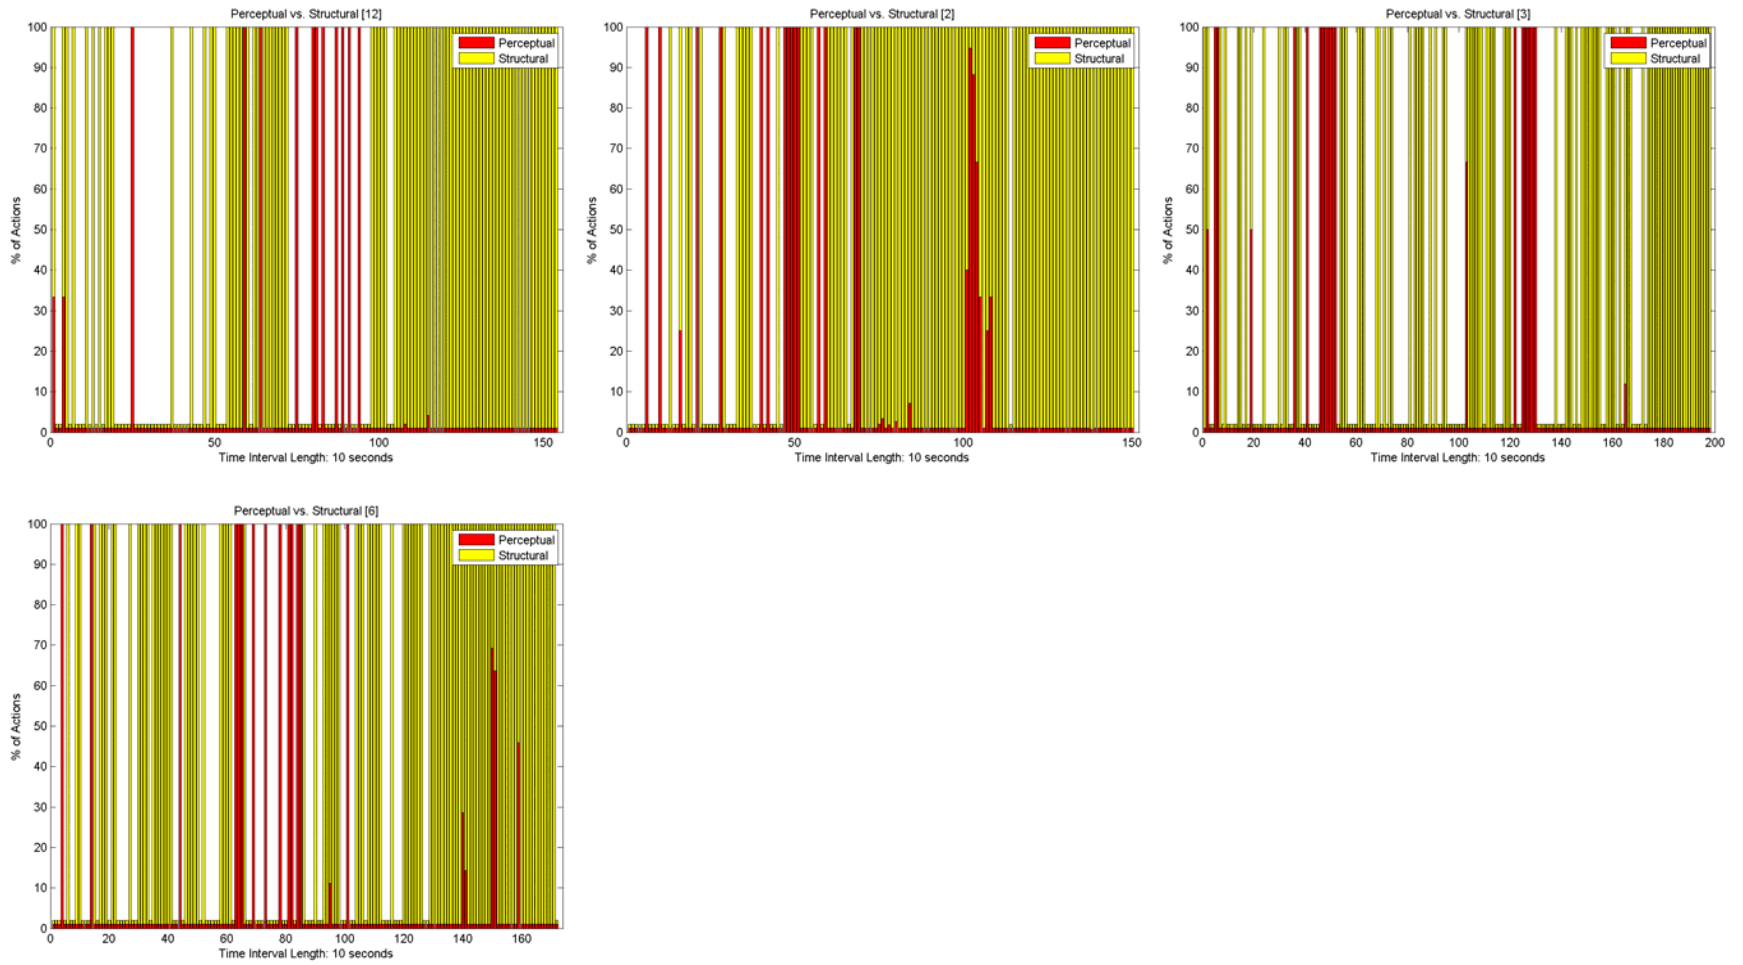 Perceptual vs. Structural [12]
% of Actions
100
90
80
70
60
50
40
30
20
10
0
Perceptual
Structural
0 50 100 150
Time Interval Length: 10 seconds
Perceptual vs. Structural [2]
% of Actions
100
90
80
70
60
50
40
30
20
10
0
Perceptual
Structural
0 50 100 150
Time Interval Length: 10 seconds
Perceptual vs. Structural [3]
% of Actions
100
90
80
70
60
50
40
30
20
10
0
Perceptual
Structural
0 20 40 60 80 100 120 140 160 180 200
Time Interval Length: 10 seconds
Perceptual vs. Structural [6]
% of Actions
100
90
80
70
60
50
40
30
20
10
0
Perceptual
Structural
0 20 40 60 80 100 120 140 160
Time Interval Length: 10 seconds